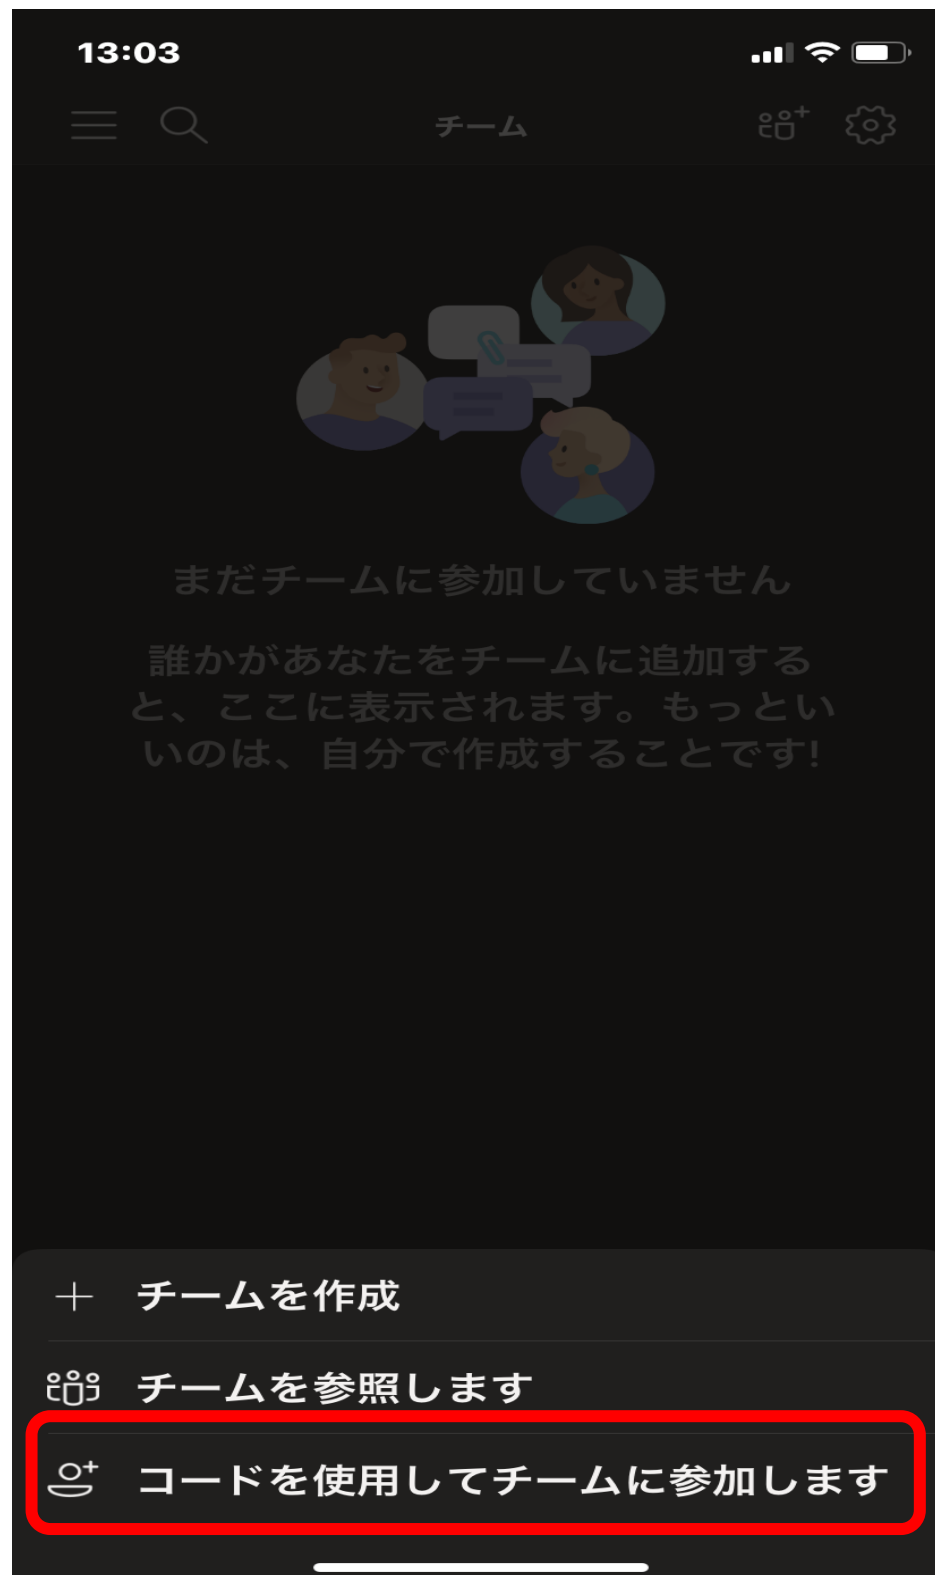 13:03
チーム
まだチームに参加していません
誰かがあなたをチームに追加する
と、ここに表示されます。もっとい
いのは、自分で作成することです!
チームを作成
チームを参照します
コードを使用してチームに参加します